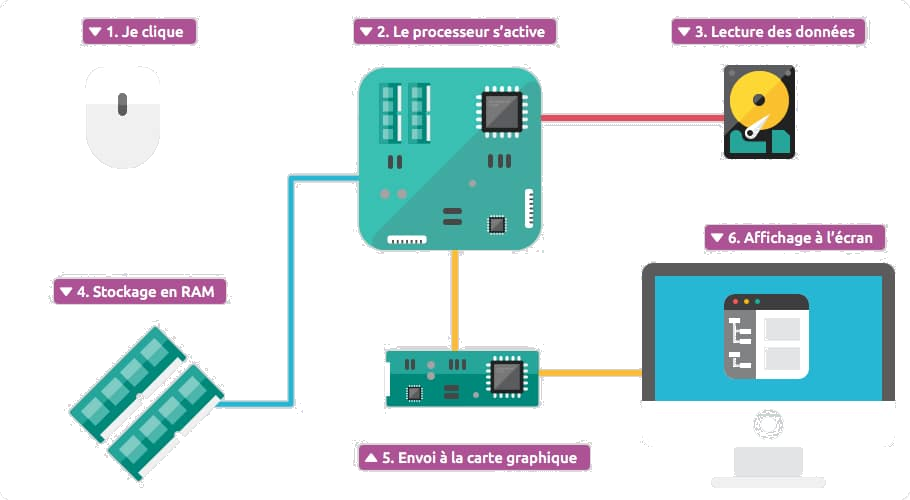 1. Je clique
2. Le processeur s’active
3. Lecture des données
4. Stockage en RAM
5. Envoi à la carte graphique
6. Affichage à l’écran